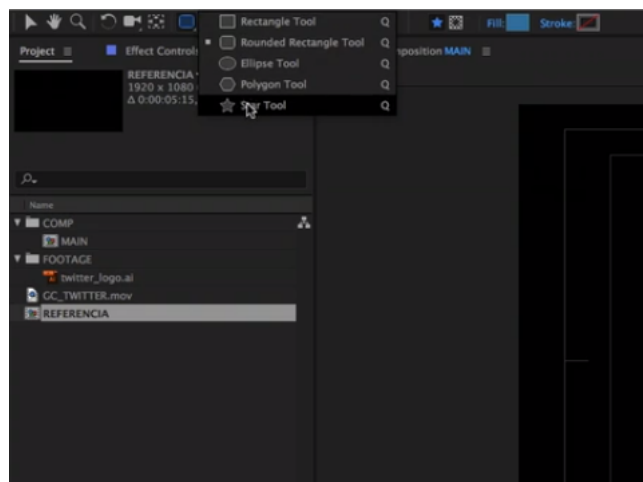 Rectangle Tool Q
Fill: Stroke:
Project Effect Controls Rounded Rectangle Tool Q mposition MAIN
Ellipse Tool Q
REFERENCIA
1920 x 1080 Polygon Tool Q
Δ 0:00:05:15, Star Tool Q
Name
COMP
MAIN
FOOTAGE
twitter_logo.ai
GC_TWITTER.mov
REFERENCIA